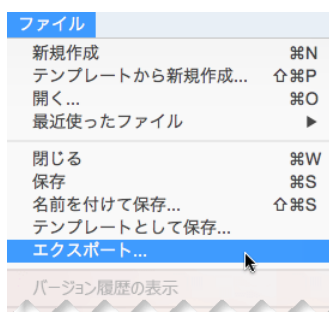 ファイル
新規作成 ⌘N
テンプレートから新規作成... ⇧⌘P
開く... ⌘O
最近使ったファイル ▶
閉じる ⌘W
保存 ⌘S
名前を付けて保存... ⇧⌘S
テンプレートとして保存...
エクスポート...
バージョン履歴の表示